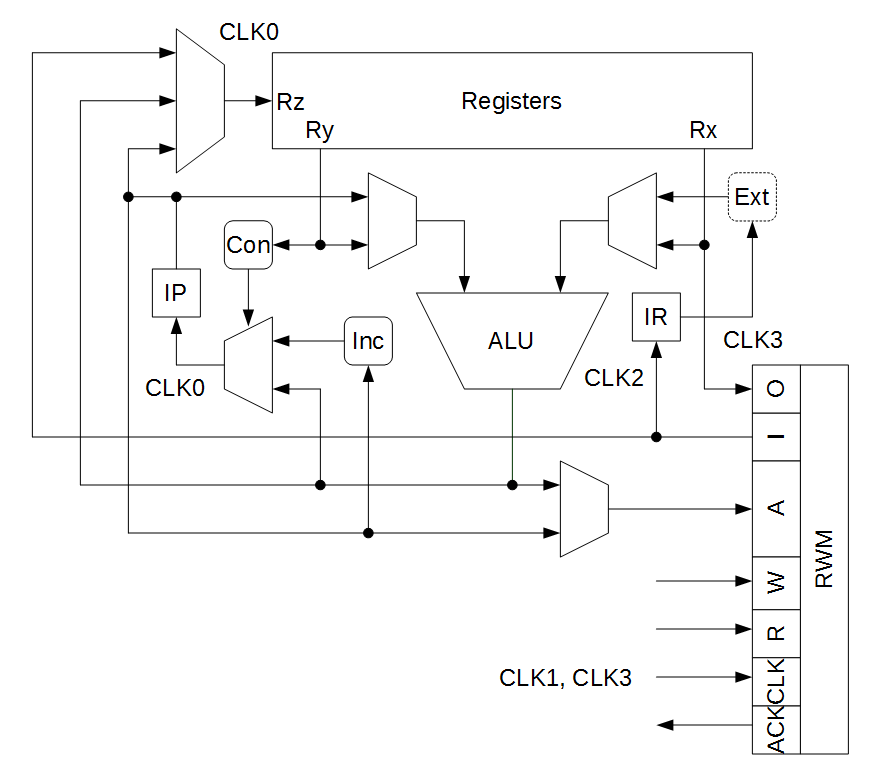 CLK0
Registers
Rz
Ry
Rx
Ext
Con
IP
Inc
ALU
IR
CLK3
CLK0
CLK2
O
I
A
W
RWM
R
CLK1, CLK3
CLK
ACK